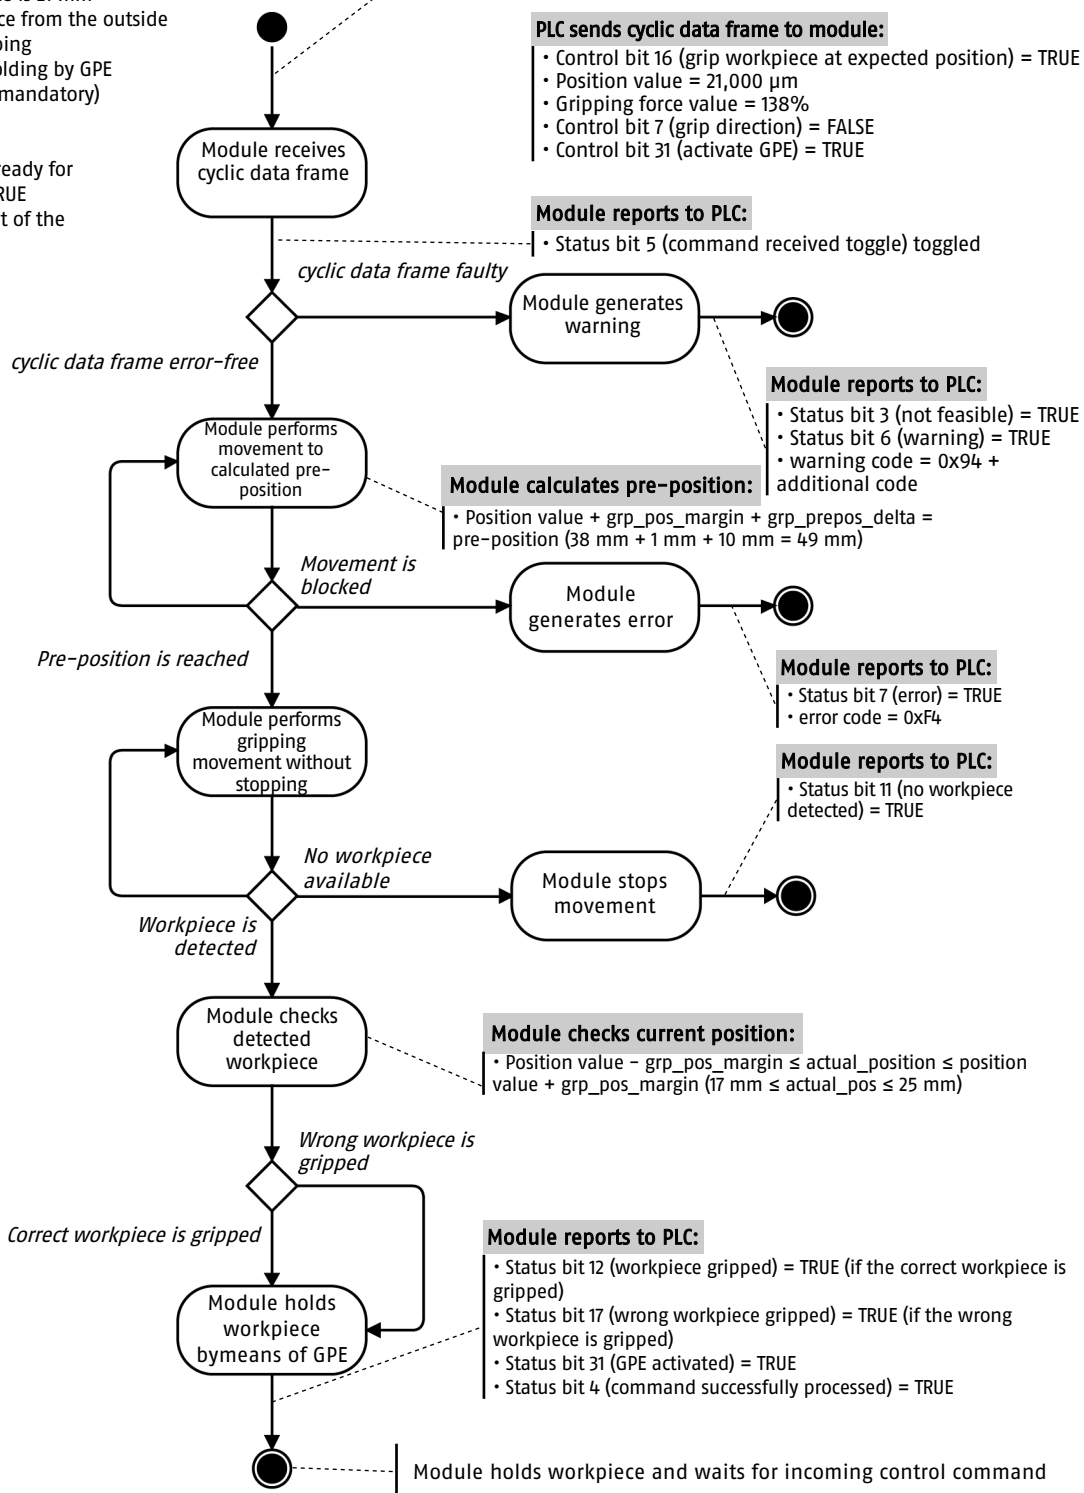 ce from the outside
olding by GPE
mandatory)
ready for
t of the
PLC sends cyclic data frame to module:
• Control bit 16 (grip workpiece at expected position) = TRUE
• Position value = 21,000 µm
• Gripping force value = 138%
• Control bit 7 (grip direction) = FALSE
• Control bit 31 (activate GPE) = TRUE
Module receives
cyclic data frame
Module reports to PLC:
• Status bit 5 (command received toggle) toggled
cyclic data frame faulty
Module generates
warning
cyclic data frame error-free
Module reports to PLC:
• Status bit 3 (not feasible) = TRUE
• Status bit 6 (warning) = TRUE
• warning code = 0x94 +
additional code
Module performs
movement to
calculated pre-
position
Module calculates pre-position:
• Position value + grp_pos_margin + grp_prepos_delta =
pre-position (38 mm + 1 mm + 10 mm = 49 mm)
Movement is
blocked
Module
generates error
Pre-position is reached
Module reports to PLC:
• Status bit 7 (error) = TRUE
• error code = 0xF4
Module performs
gripping
movement without
stopping
Module reports to PLC:
• Status bit 11 (no workpiece
detected) = TRUE
No workpiece
available
Module stops
movement
Workpiece is
detected
Module checks
detected
workpiece
Module checks current position:
• Position value - grp_pos_margin ≤ actual_position ≤ position
value + grp_pos_margin (17 mm ≤ actual_pos ≤ 25 mm)
Wrong workpiece is
gripped
Correct workpiece is gripped
Module reports to PLC:
• Status bit 12 (workpiece gripped) = TRUE (if the correct workpiece is
gripped)
• Status bit 17 (wrong workpiece gripped) = TRUE (if the wrong
workpiece is gripped)
• Status bit 31 (GPE activated) = TRUE
• Status bit 4 (command successfully processed) = TRUE
Module holds
workpiece
bymeans of GPE
Module holds workpiece and waits for incoming control command